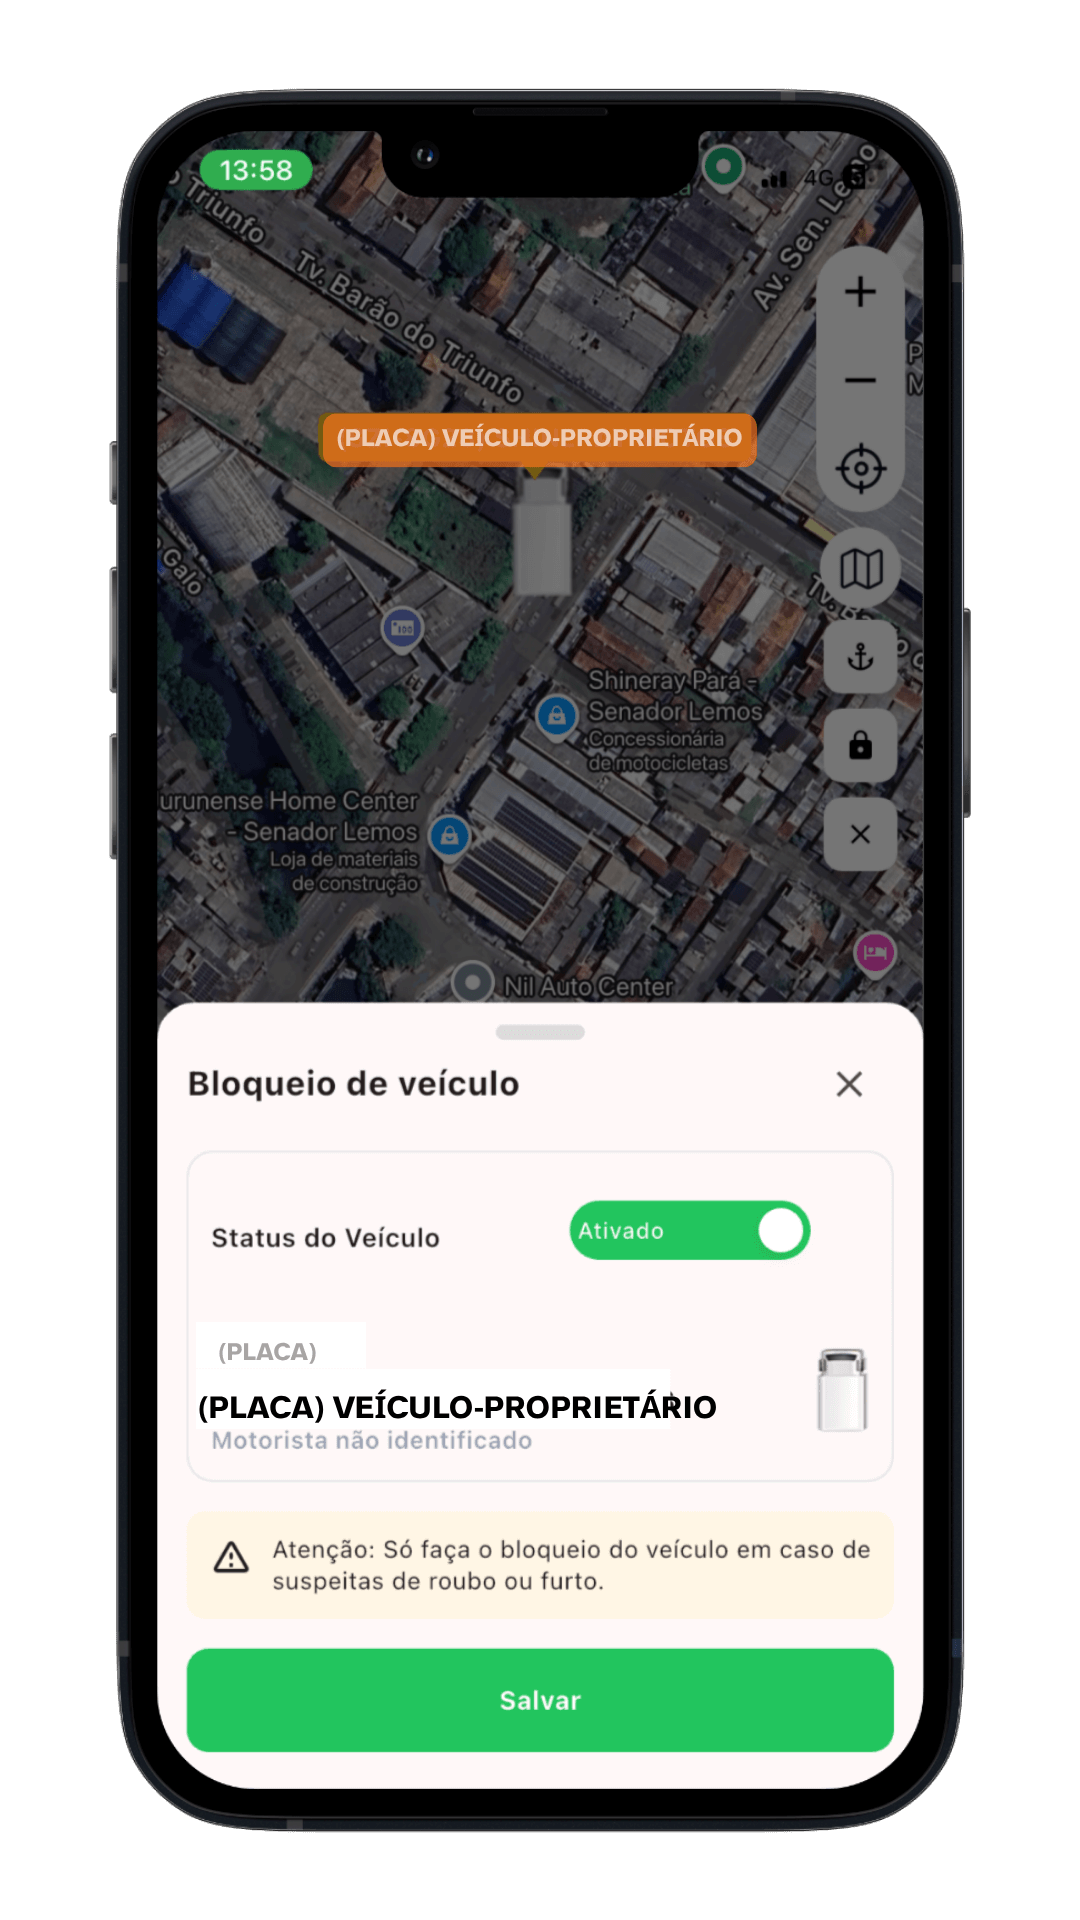 13:58
4G
o Triunfo
Tv. Barão do Triunfo
Av. Sen. Lemo
(PLACA) VEÍCULO-PROPRIETÁRIO
Galo
Shineray Pará -
Senador Lemos
Concessionária
de motocicletas
urunense Home Center
- Senador Lemos
Loja de materiais
de construção
Nil Auto Center
Bloqueio de veículo
Status do Veículo
Ativado
(PLACA)
(PLACA) VEÍCULO-PROPRIETÁRIO
Motorista não identificado
Atenção: Só faça o bloqueio do veículo em caso de
suspeitas de roubo ou furto.
Salvar